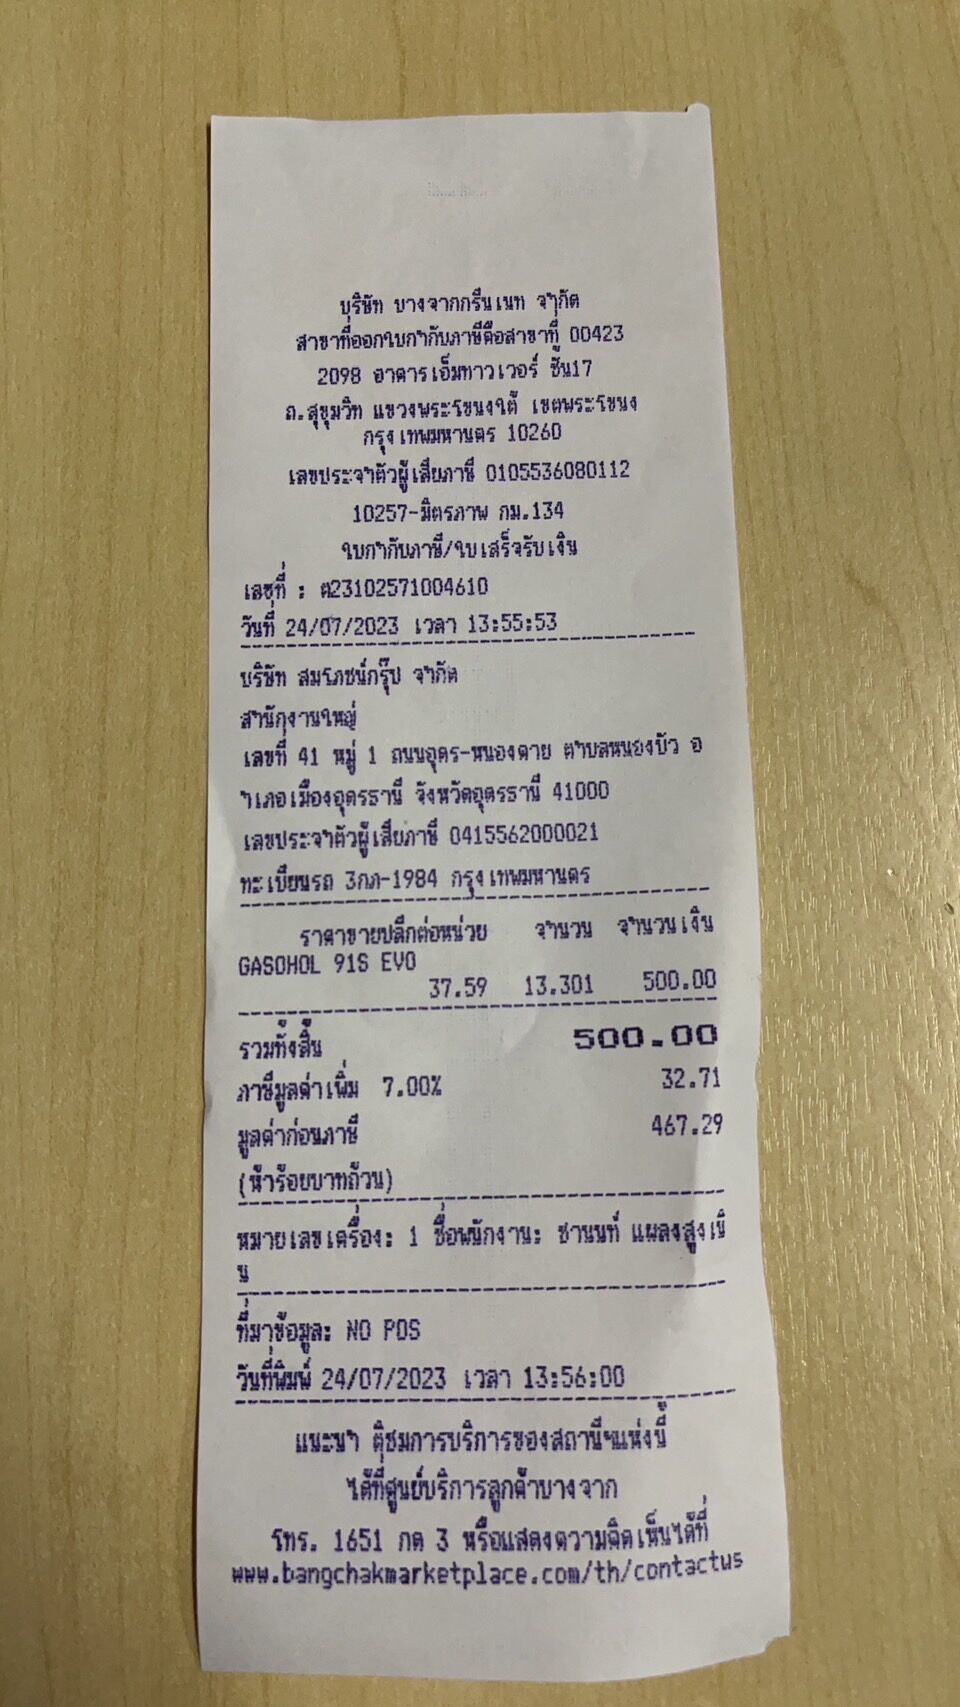 บริษัท บางจากกรีนเนท จำกัด
สาขาที่ออกใบกำกับภาษีคือสาขาที่ 00423
2098 อาคารเอ็มทาวเวอร์ ชั้น17
ถ.สุขุมวิท แขวงพระโขนงใต้ เขตพระโขนง
กรุงเทพมหานคร 10260
เลขประจำตัวผู้เสียภาษี 0105536080112
10257-มิตรภาพ กม.134
ใบกำกับภาษี/ใบเสร็จรับเงิน
เลขที่ : ต23102571004610
วันที่ 24/07/2023 เวลา 13:55:53
บริษัท สมโภชน์กรุ๊ป จำกัด
สำนักงานใหญ่
เลขที่ 41 หมู่ 1 ถนนอุดร-หนองคาย ตำบลหนองบัว อ
ำเภอเมืองอุดรธานี จังหวัดอุดรธานี 41000
เลขประจำตัวผู้เสียภาษี 0415562000021
ทะเบียนรถ 3กภ-1984 กรุงเทพมหานคร
ราคาขายปลีกต่อหน่วย จำนวน จำนวนเงิน
GASOHOL 91S EVO
37.59 13.301 500.00
รวมทั้งสิ้น 500.00
ภาษีมูลค่าเพิ่ม 7.00% 32.71
มูลค่าก่อนภาษี 467.29
(ห้าร้อยบาทถ้วน)
หมายเลขเครื่อง: 1 ชื่อพนักงาน: ชานนท์ แผลงสูงเนิ
น
ที่มาข้อมูล: NO POS
วันที่พิมพ์ 24/07/2023 เวลา 13:56:00
แนะนำ ติชมการบริการของสถานีฯแห่งนี้
ได้ที่ศูนย์บริการลูกค้าบางจาก
โทร. 1651 กด 3 หรือแสดงความคิดเห็นได้ที่
www.bangchakmarketplace.com/th/contactus